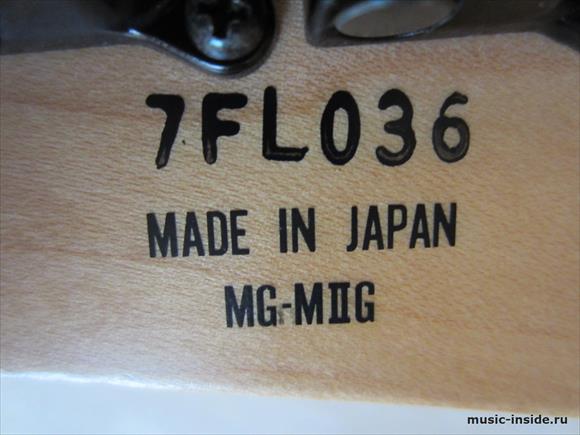 7FL036
MADE IN JAPAN
MG-MIIG
music-inside.ru